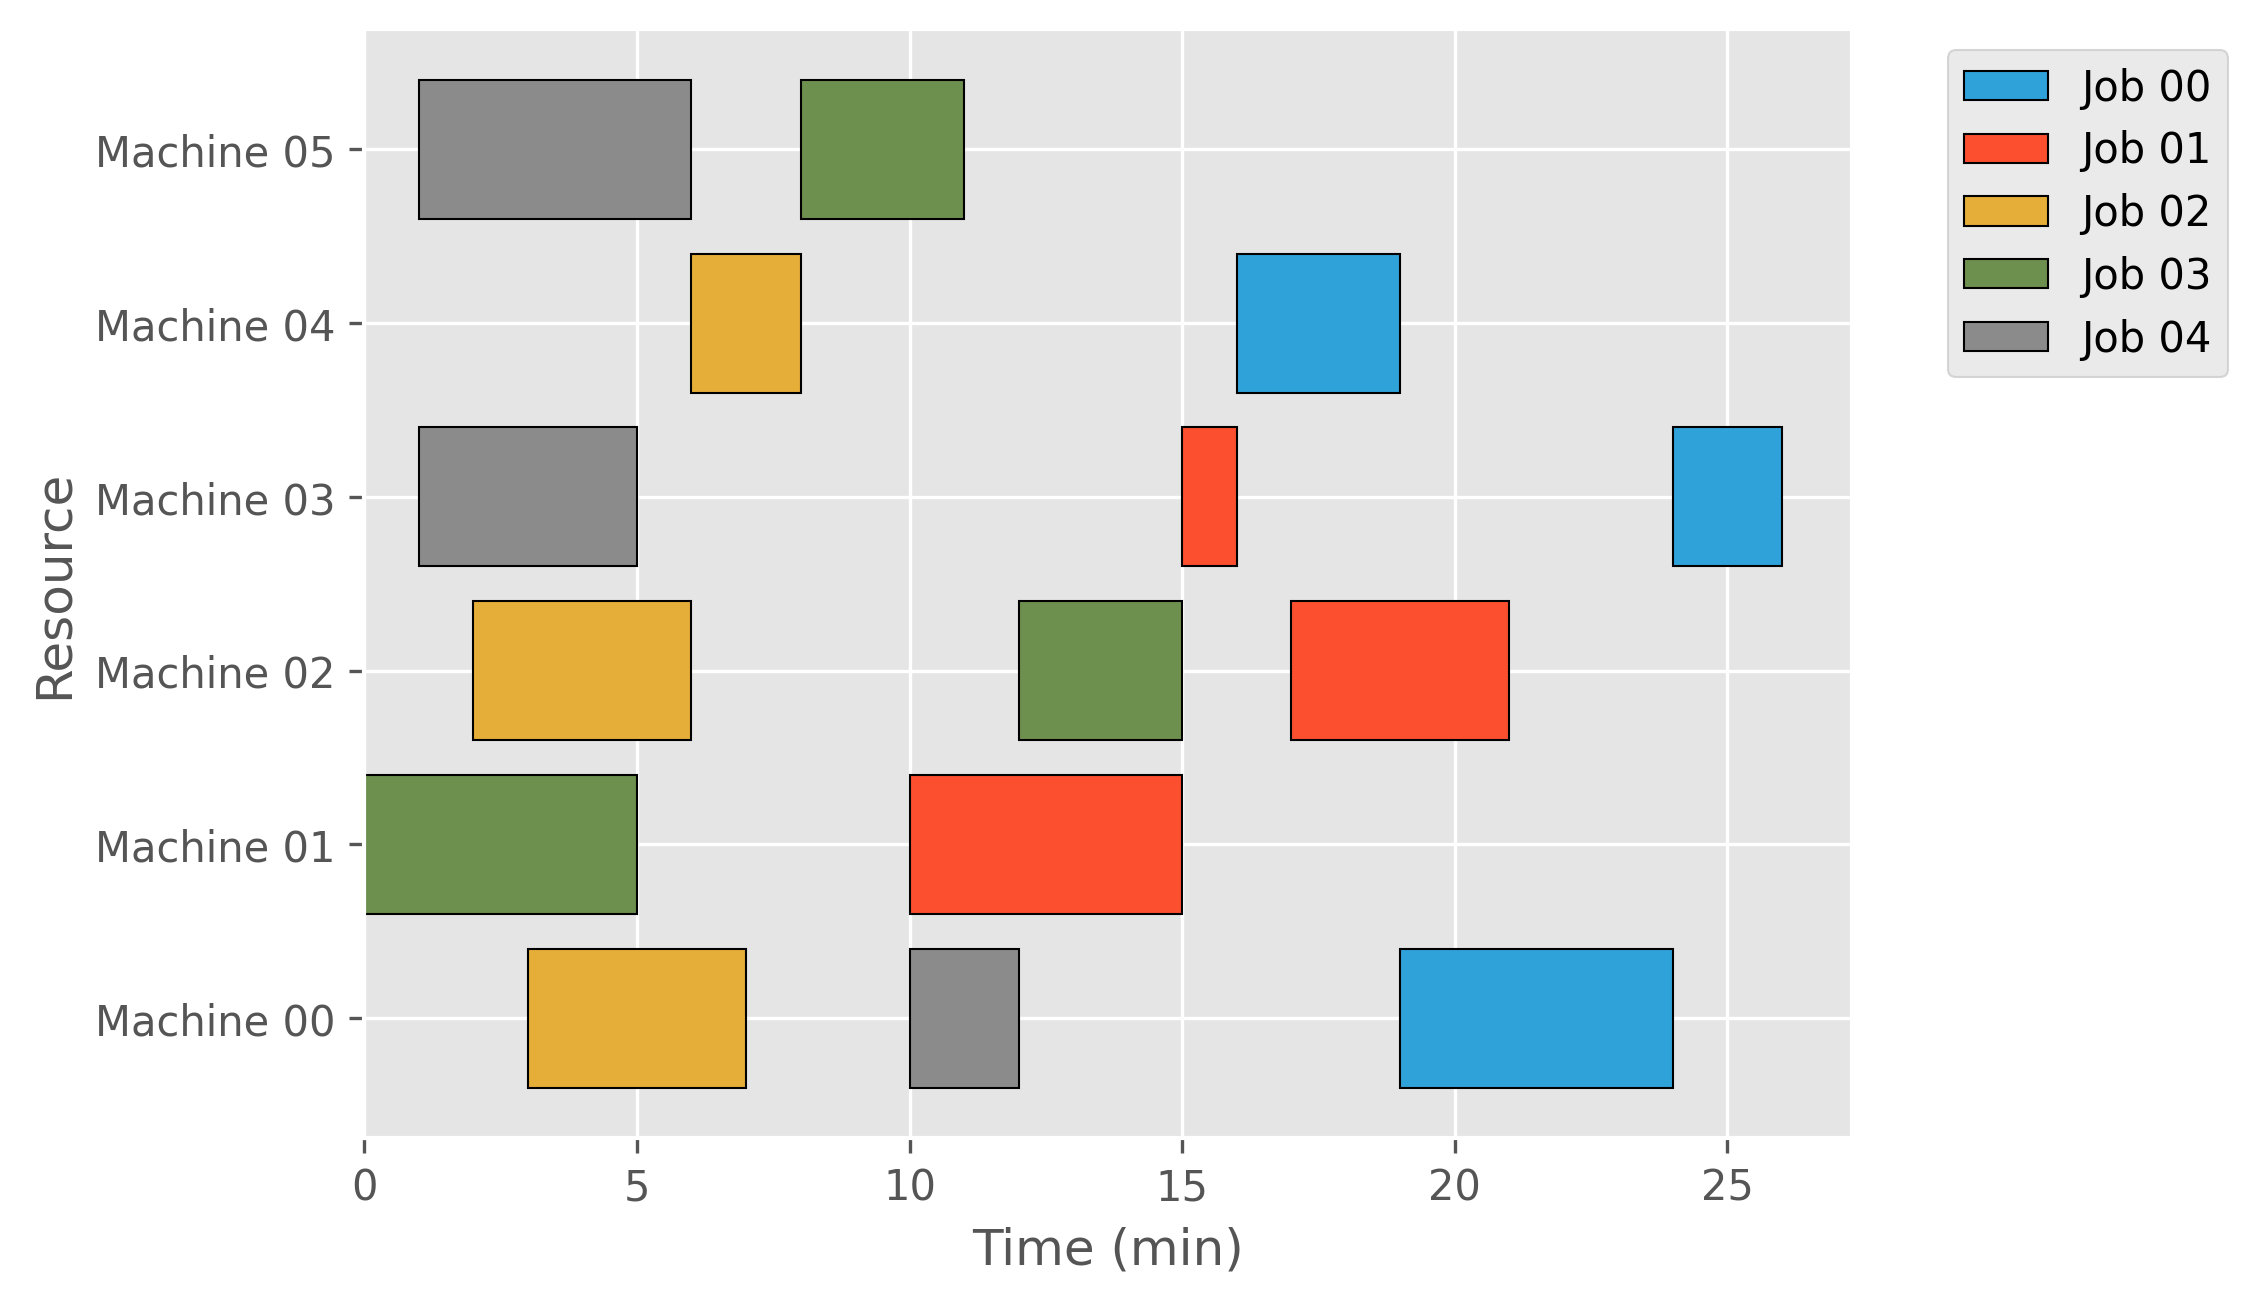 Machine 05
Machine 04
Machine 03
Machine 02
Machine 01
Machine 00
Resource
0 5 10 15 20 25
Time (min)
Job 00
Job 01
Job 02
Job 03
Job 04